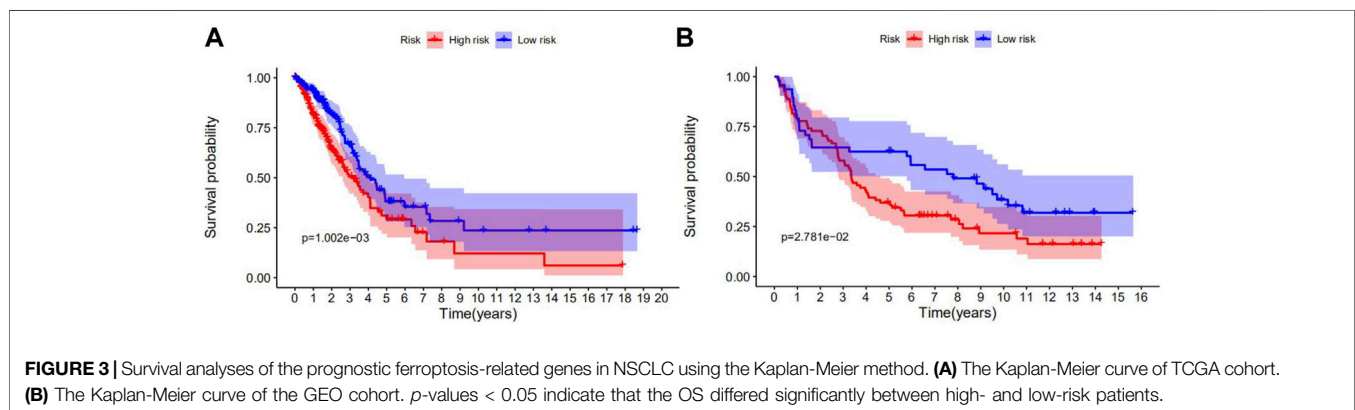 A
Risk High risk Low risk
Survival probability
1.00
0.75
0.50
0.25
0.00
p=1.002e−03
0 1 2 3 4 5 6 7 8 9 10 11 12 13 14 15 16 17 18 19 20
Time(years)
B
Risk High risk Low risk
Survival probability
1.00
0.75
0.50
0.25
0.00
p=2.781e−02
0 1 2 3 4 5 6 7 8 9 10 11 12 13 14 15 16
Time(years)
FIGURE 3 | Survival analyses of the prognostic ferroptosis-related genes in NSCLC using the Kaplan-Meier method. (A) The Kaplan-Meier curve of TCGA cohort.
(B) The Kaplan-Meier curve of the GEO cohort. p-values < 0.05 indicate that the OS differed significantly between high- and low-risk patients.